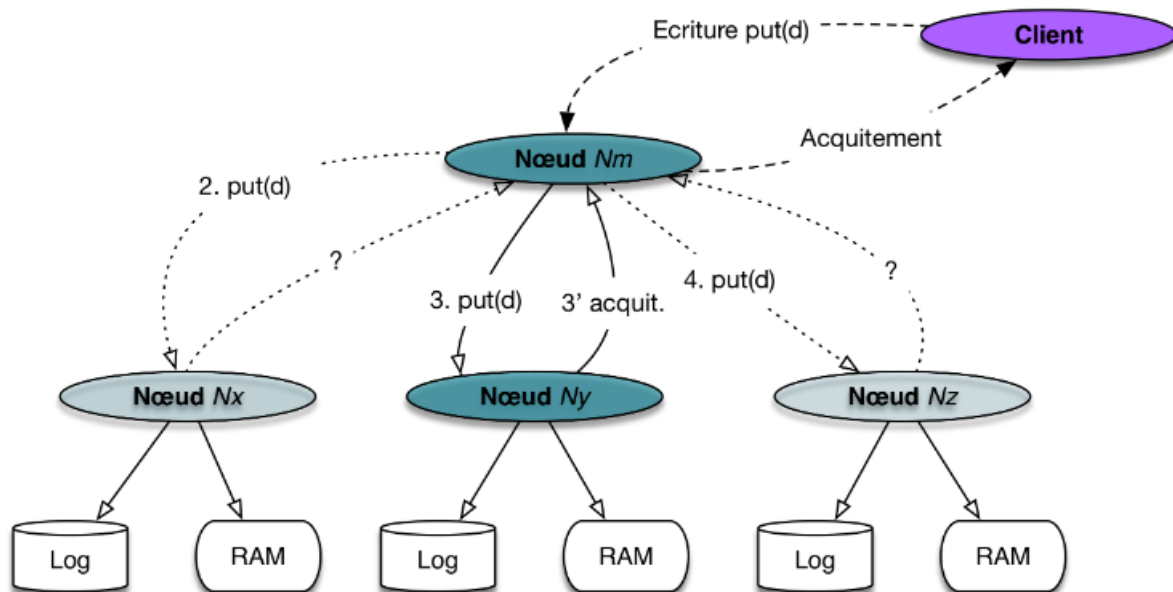 Ecriture put(d)
Client
Acquitement
Nœud Nm
2. put(d)
?
?
4. put(d)
3. put(d)
3’ acquit.
Nœud Nx
Nœud Ny
Nœud Nz
Log
RAM
Log
RAM
Log
RAM